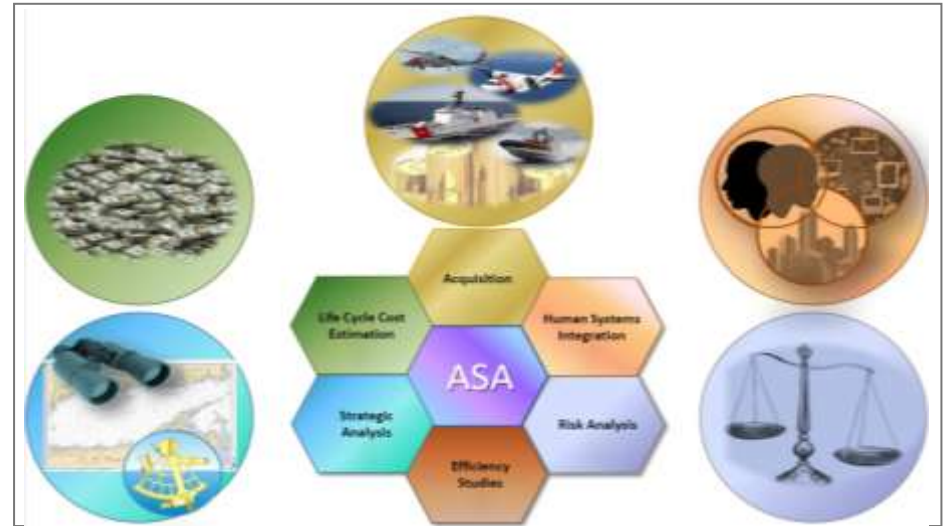 Acquisition
Life Cycle Cost
Estimation
Human Systems
Integration
ASA
Strategic
Analysis
Risk Analysis
Efficiency
Studies